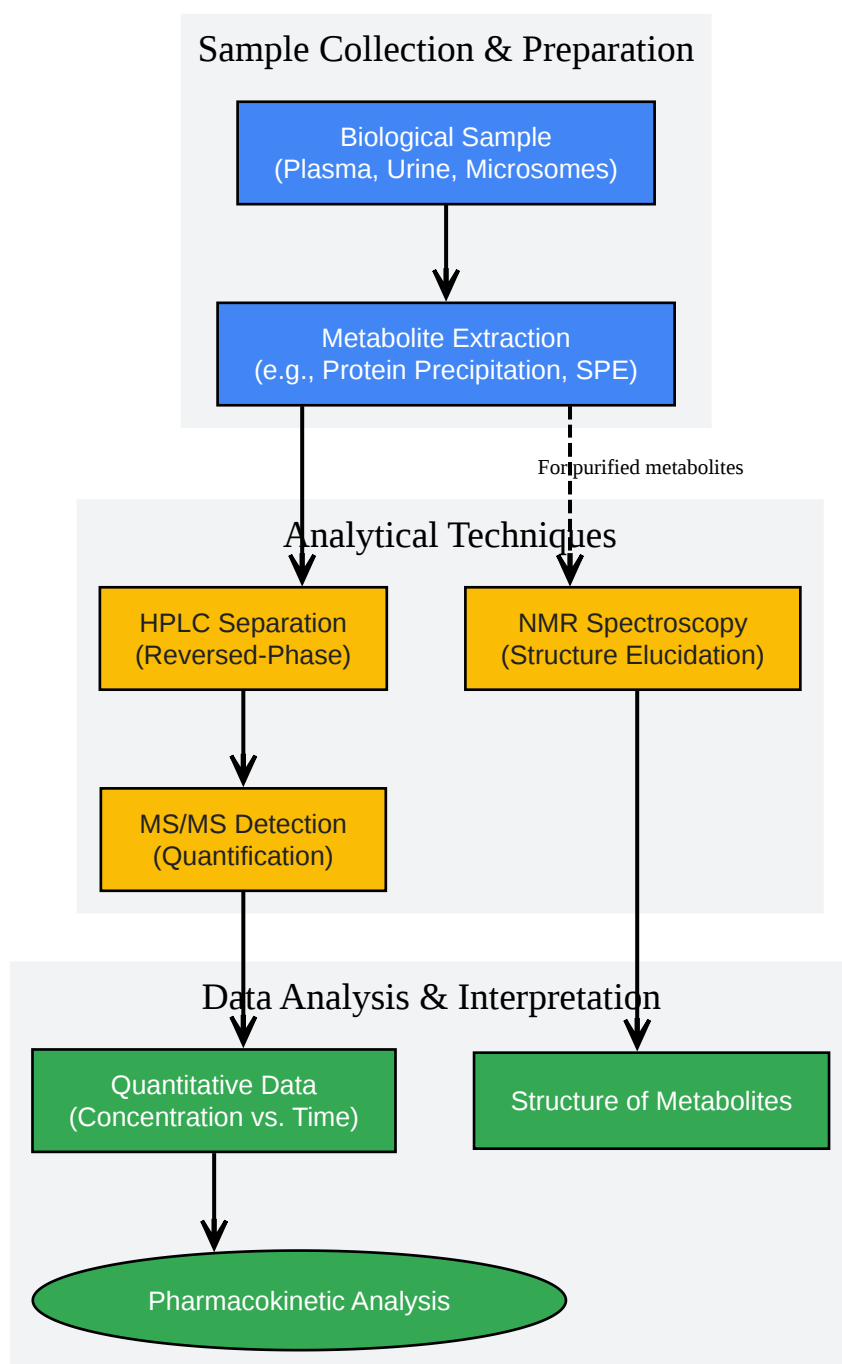 Sample Collection & Preparation
Biological Sample
(Plasma, Urine, Microsomes)
Metabolite Extraction
(e.g., Protein Precipitation, SPE)
For purified metabolites
Analytical Techniques
HPLC Separation
(Reversed-Phase)
NMR Spectroscopy
(Structure Elucidation)
MS/MS Detection
(Quantification)
Data Analysis & Interpretation
Quantitative Data
(Concentration vs. Time)
Structure of Metabolites
Pharmacokinetic Analysis